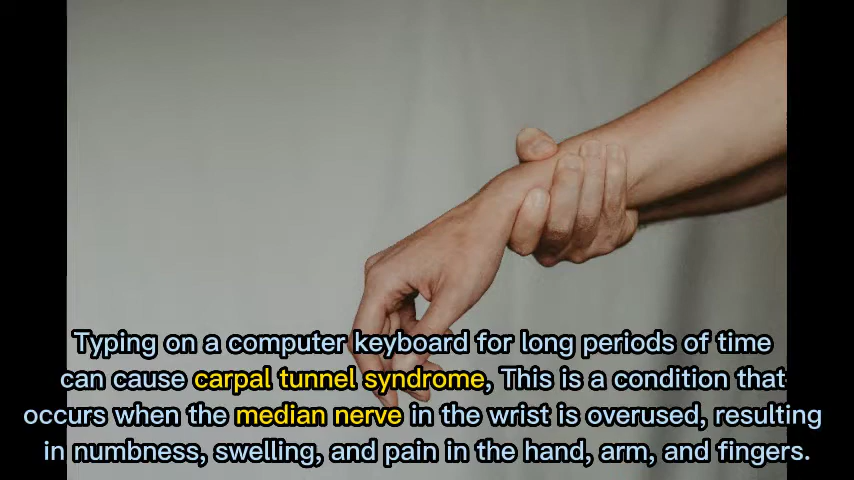 Typing on a computer keyboard for long periods of time
can cause carpal tunnel syndrome, This is a condition that
occurs when the median nerve in the wrist is overused, resulting
in numbness, swelling, and pain in the hand, arm, and fingers.